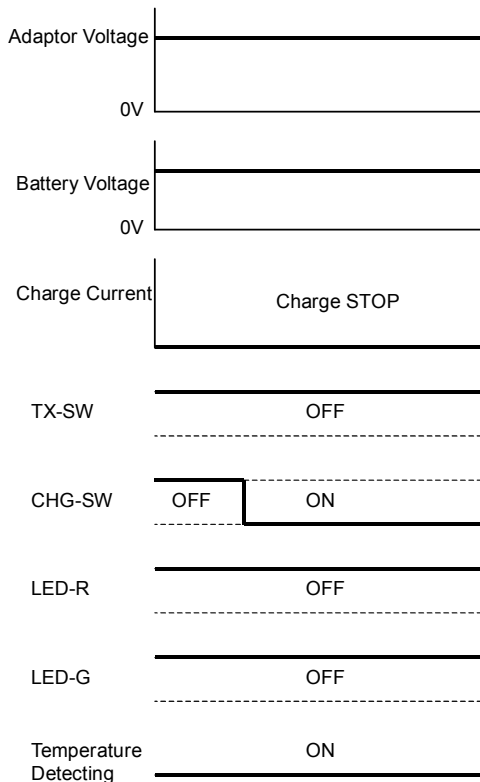 Adaptor Voltage
0V
Battery Voltage
0V
Charge Current
Charge STOP
TX-SW
OFF
CHG-SW
OFF
ON
LED-R
OFF
LED-G
OFF
Temperature
Detecting
ON